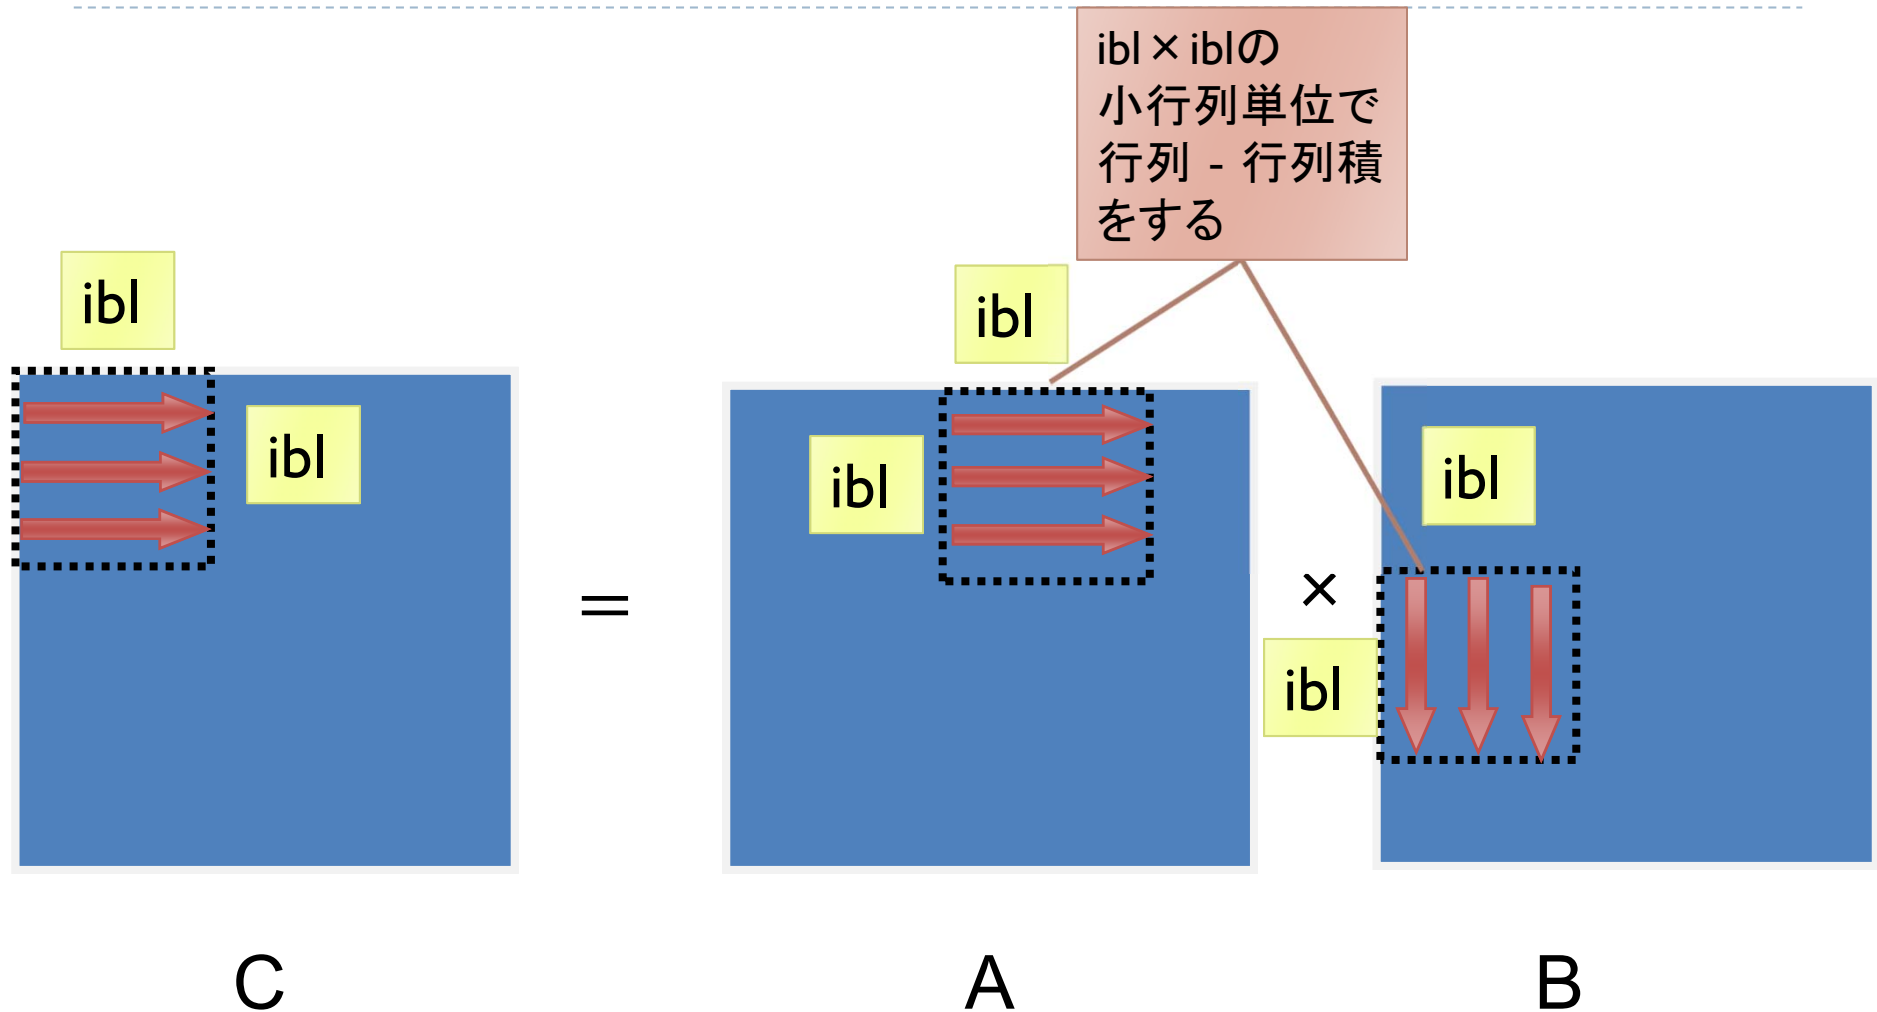 ibl×iblの
小行列単位で
行列 - 行列積
をする
ibl
ibl
ibl
ibl
ibl
ibl
=
×
C
A
B